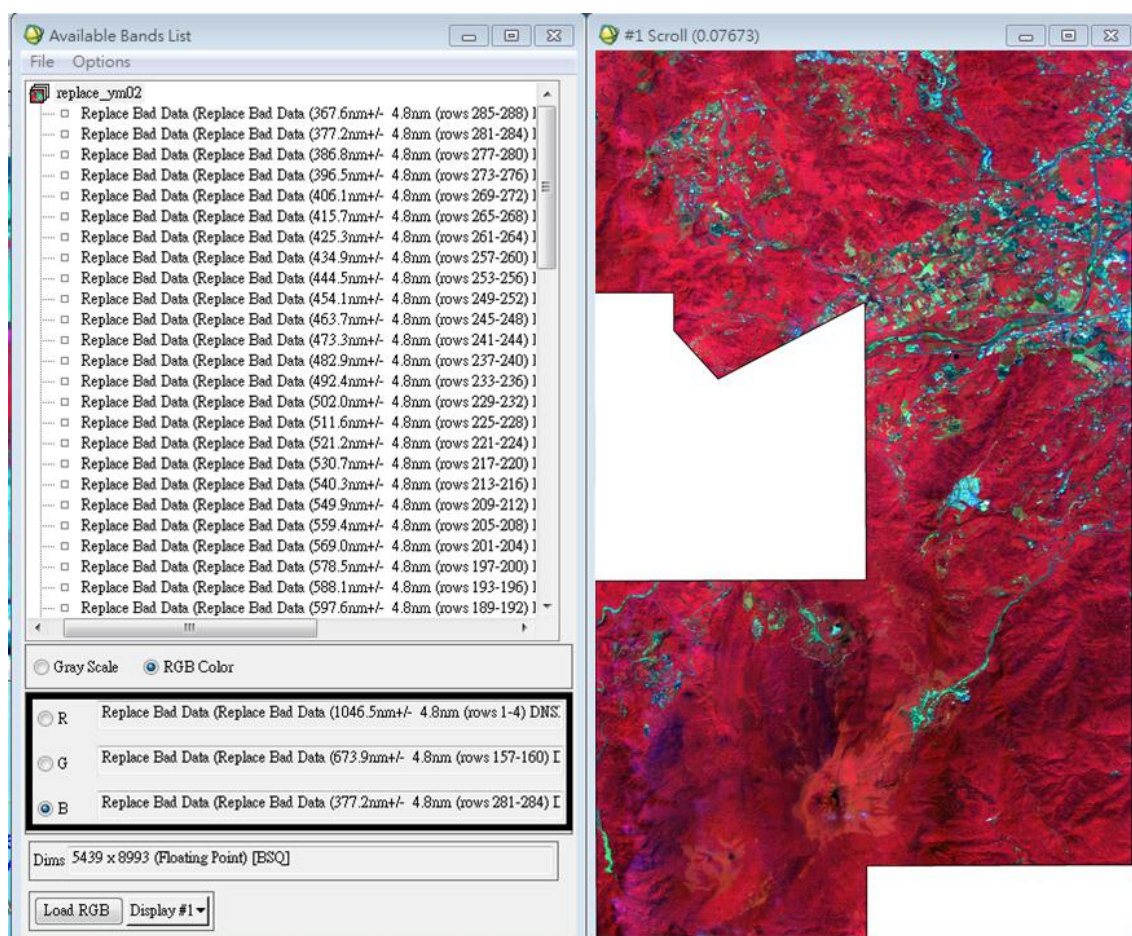 Available Bands List
File Options
replace_ym02
Replace Bad Data (Replace Bad Data (367.6nm+/- 4.8nm (rows 285-288) I
Replace Bad Data (Replace Bad Data (377.2nm+/- 4.8nm (rows 281-284) I
Replace Bad Data (Replace Bad Data (386.8nm+/- 4.8nm (rows 277-280) I
Replace Bad Data (Replace Bad Data (396.5nm+/- 4.8nm (rows 273-276) I
Replace Bad Data (Replace Bad Data (406.1nm+/- 4.8nm (rows 269-272) I
Replace Bad Data (Replace Bad Data (415.7nm+/- 4.8nm (rows 265-268) I
Replace Bad Data (Replace Bad Data (425.3nm+/- 4.8nm (rows 261-264) I
Replace Bad Data (Replace Bad Data (434.9nm+/- 4.8nm (rows 257-260) I
Replace Bad Data (Replace Bad Data (444.5nm+/- 4.8nm (rows 253-256) I
Replace Bad Data (Replace Bad Data (454.1nm+/- 4.8nm (rows 249-252) I
Replace Bad Data (Replace Bad Data (463.7nm+/- 4.8nm (rows 245-248) I
Replace Bad Data (Replace Bad Data (473.3nm+/- 4.8nm (rows 241-244) I
Replace Bad Data (Replace Bad Data (482.9nm+/- 4.8nm (rows 237-240) I
Replace Bad Data (Replace Bad Data (492.4nm+/- 4.8nm (rows 233-236) I
Replace Bad Data (Replace Bad Data (502.0nm+/- 4.8nm (rows 229-232) I
Replace Bad Data (Replace Bad Data (511.6nm+/- 4.8nm (rows 225-228) I
Replace Bad Data (Replace Bad Data (521.2nm+/- 4.8nm (rows 221-224) I
Replace Bad Data (Replace Bad Data (530.7nm+/- 4.8nm (rows 217-220) I
Replace Bad Data (Replace Bad Data (540.3nm+/- 4.8nm (rows 213-216) I
Replace Bad Data (Replace Bad Data (549.9nm+/- 4.8nm (rows 209-212) I
Replace Bad Data (Replace Bad Data (559.4nm+/- 4.8nm (rows 205-208) I
Replace Bad Data (Replace Bad Data (569.0nm+/- 4.8nm (rows 201-204) I
Replace Bad Data (Replace Bad Data (578.5nm+/- 4.8nm (rows 197-200) I
Replace Bad Data (Replace Bad Data (588.1nm+/- 4.8nm (rows 193-196) I
Replace Bad Data (Replace Bad Data (597.6nm+/- 4.8nm (rows 189-192) I
Gray Scale RGB Color
R Replace Bad Data (Replace Bad Data (1046.5nm+/- 4.8nm (rows 1-4) DNS
G Replace Bad Data (Replace Bad Data (673.9nm+/- 4.8nm (rows 157-160) D
B Replace Bad Data (Replace Bad Data (377.2nm+/- 4.8nm (rows 281-284) D
Dims 5439 x 8993 (Floating Point) [BSQ]
Load RGB Display #1
#1 Scroll (0.07673)